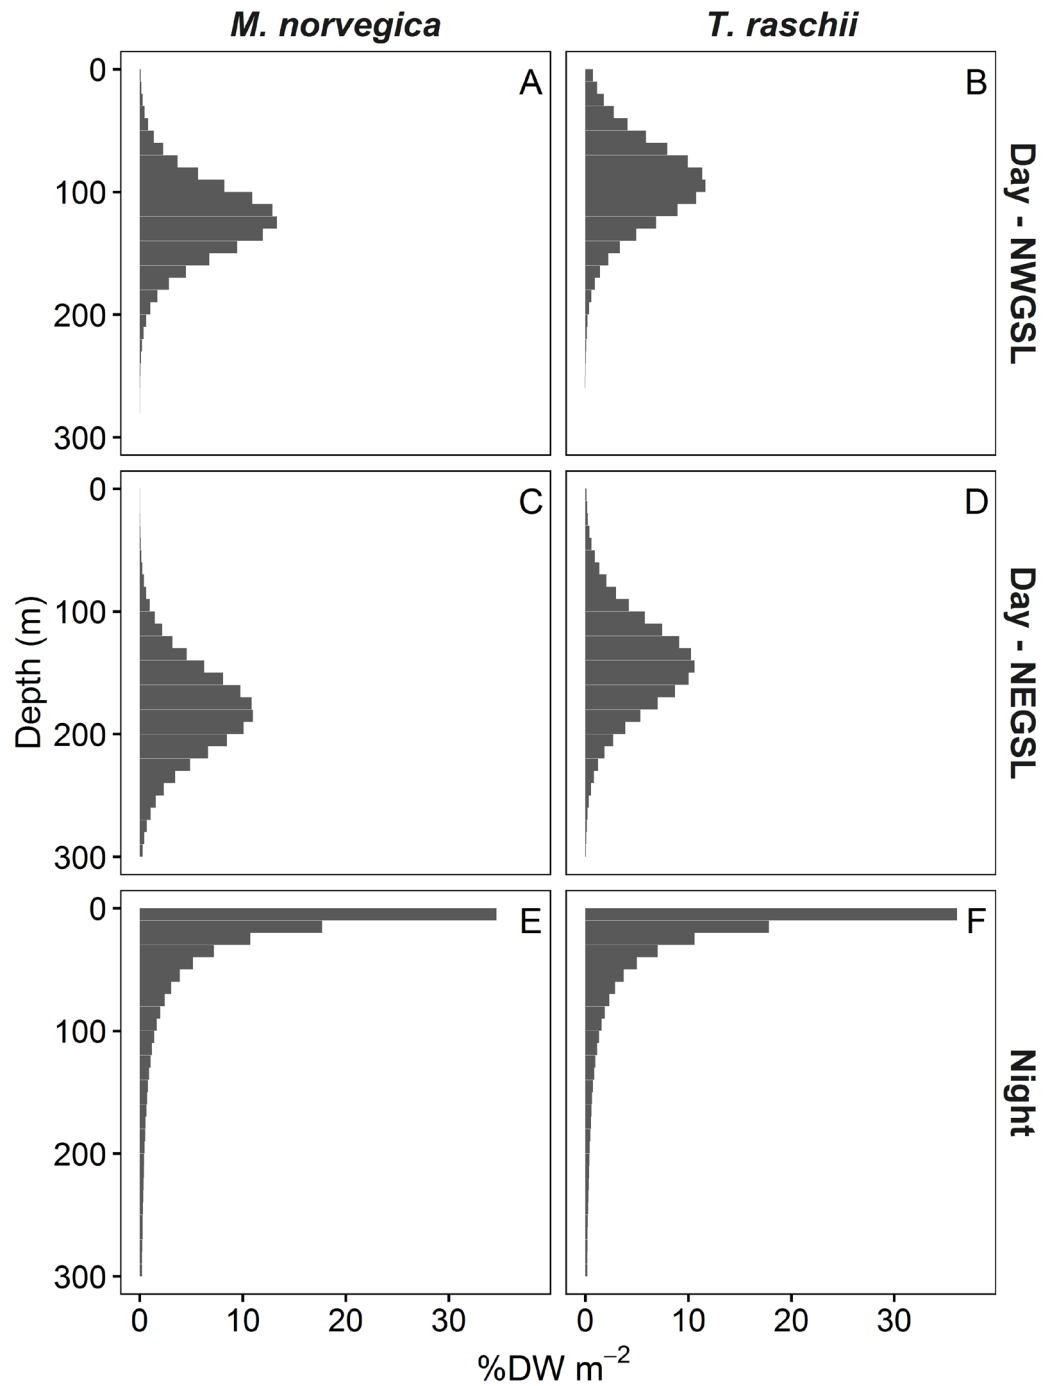 M. norvegica
T. raschii
0
100
200
300
A
B
Day - NWGSL
0
100
200
300
C
D
Day - NEGSL
Depth (m)
0
100
200
300
E
F
Night
0 10 20 30
0 10 20 30
%DW m⁻²